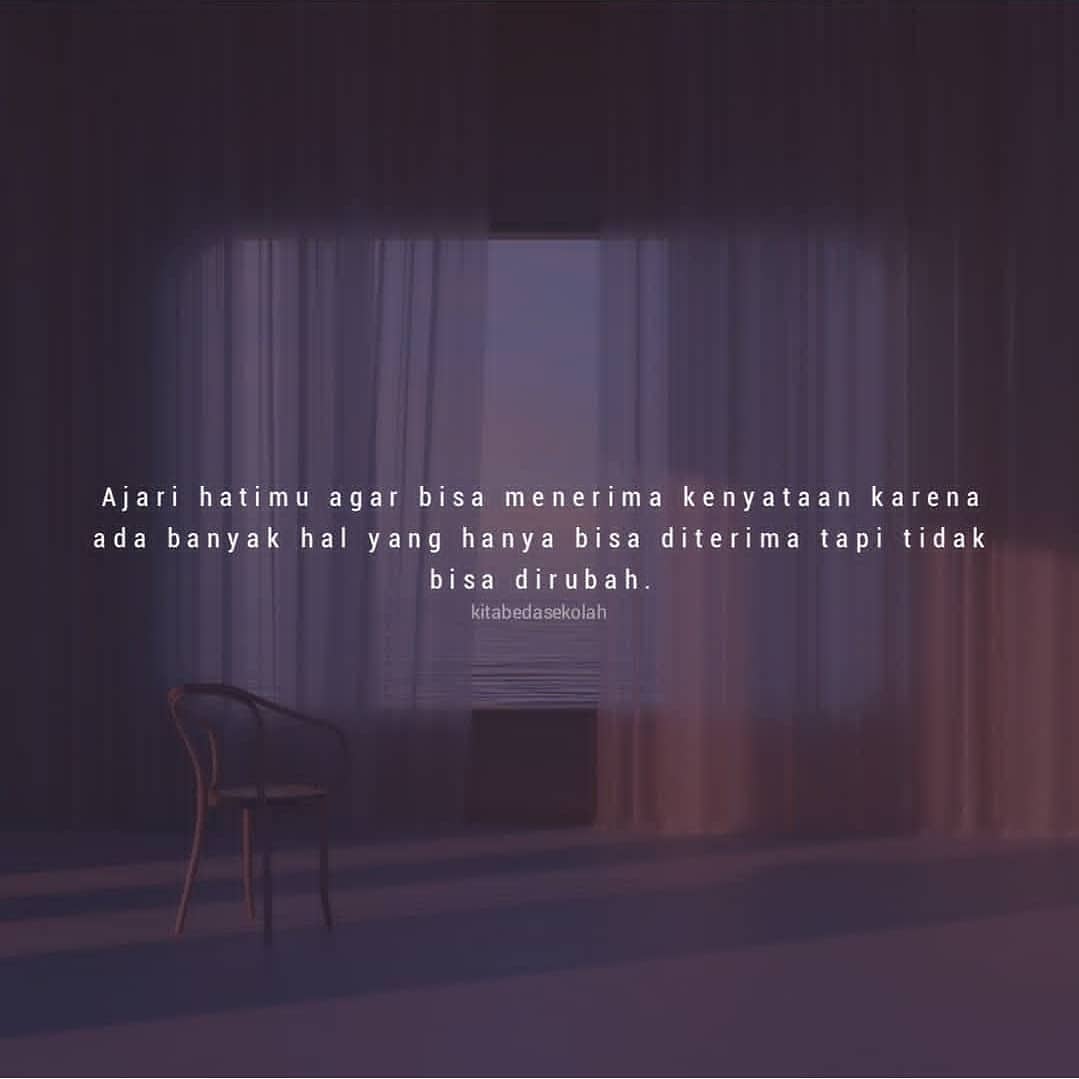 Ajari hatimu agar bisa menerima kenyataan karena
ada banyak hal yang hanya bisa diterima tapi tidak
bisa dirubah.
kitabedasekolah